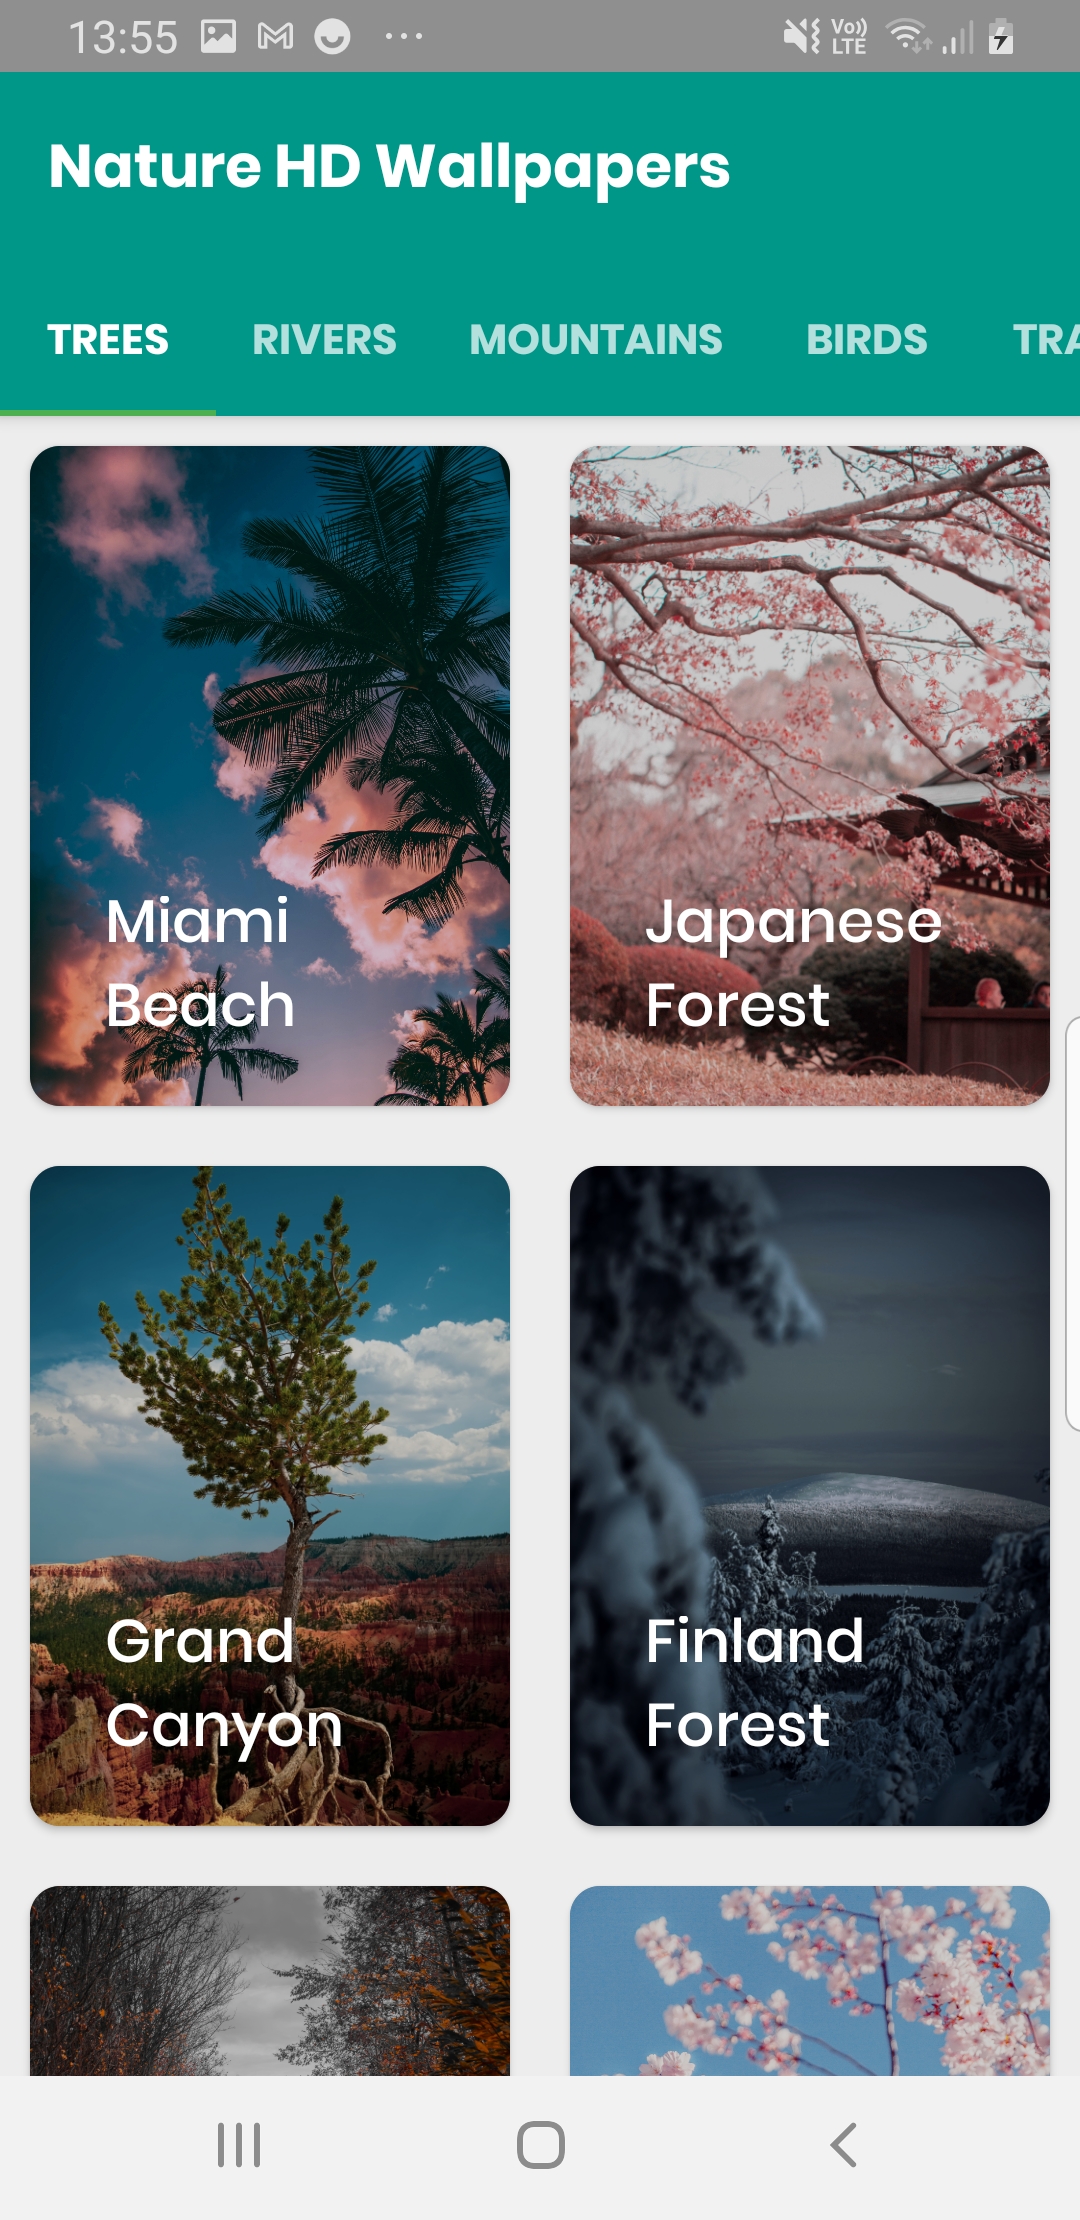 13:55
Vo)) LTE
Nature HD Wallpapers
TREES RIVERS MOUNTAINS BIRDS TRA
Miami
Beach
Japanese
Forest
Grand
Canyon
Finland
Forest